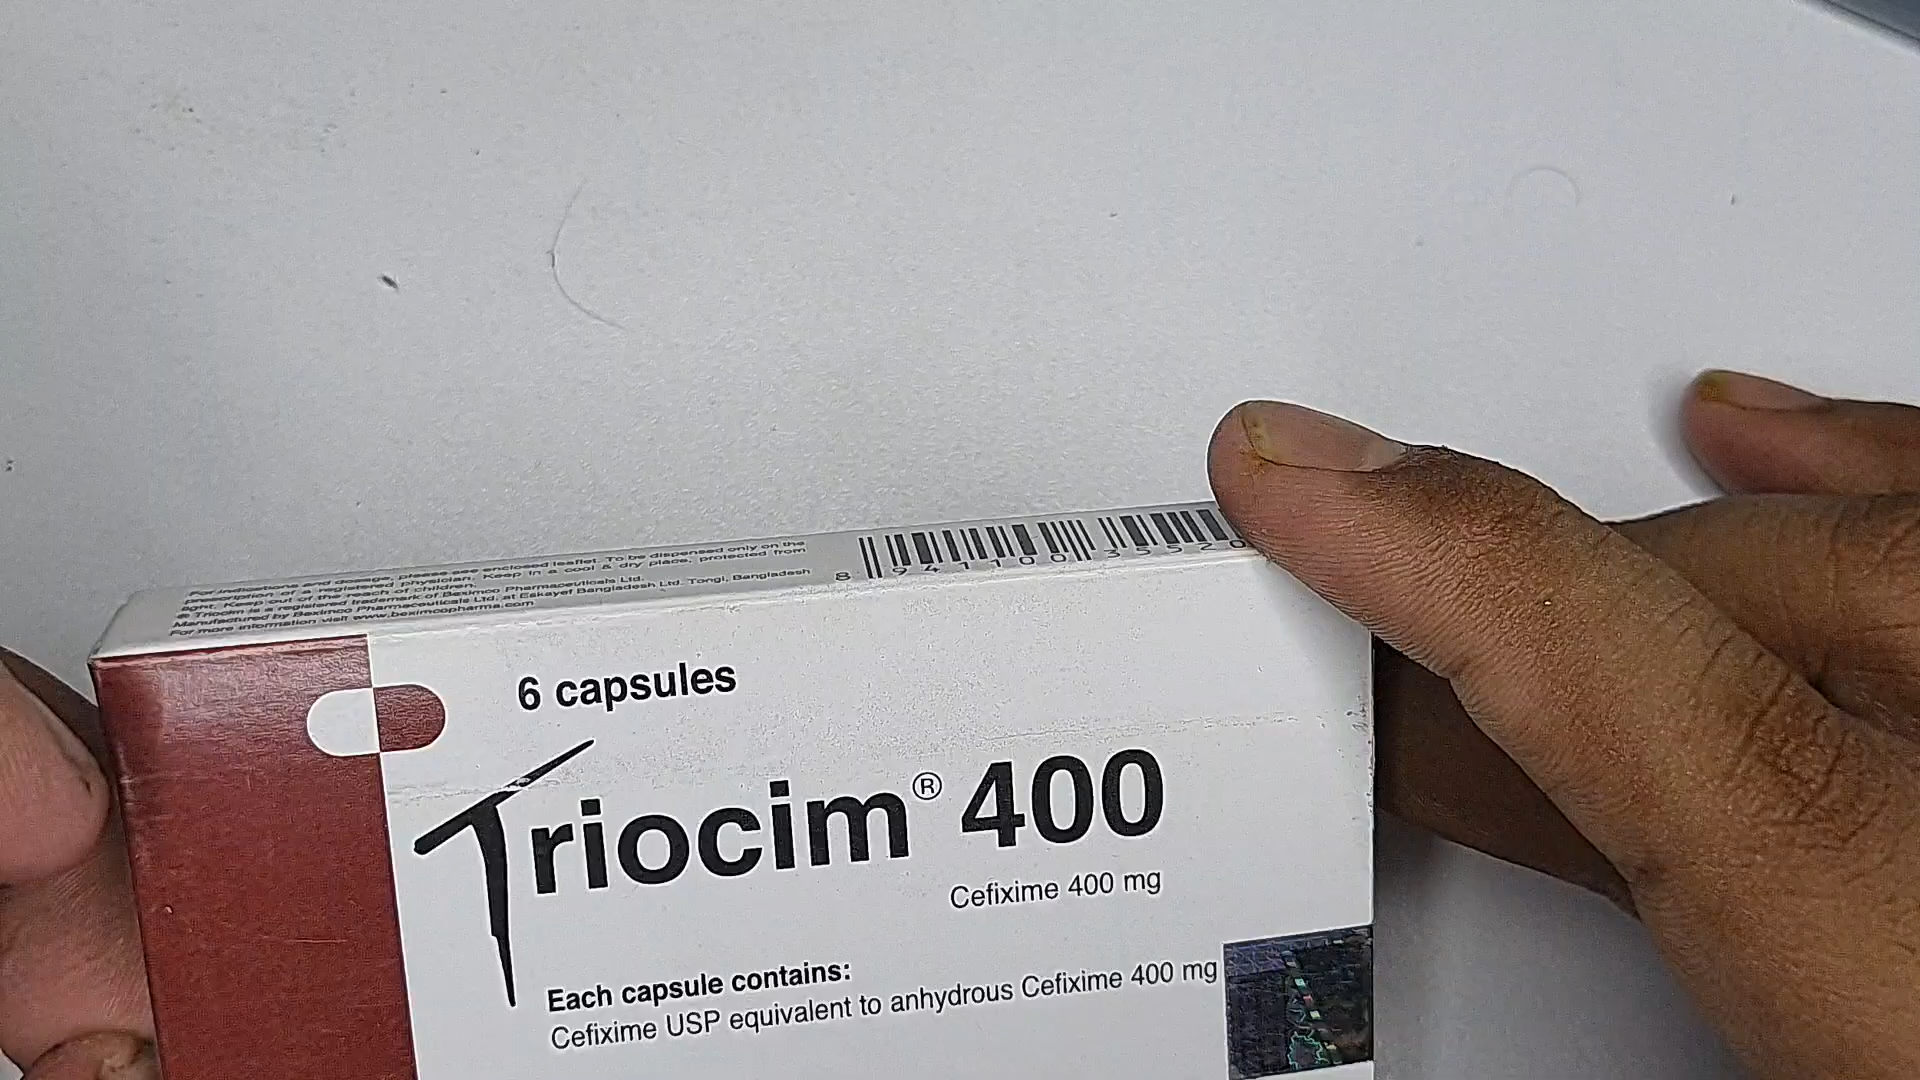 For indications and dosage, please see enclosed leaflet. To be dispensed only on the
prescription of a registered physician. Keep in a cool & dry place, protected from
light. Keep out of the reach of children.
® Triocim is a registered trademark of Beximco Pharmaceuticals Ltd.
Manufactured by Beximco Pharmaceuticals Ltd. at Eskayef Bangladesh Ltd. Tongi, Bangladesh
For more information visit www.beximcopharma.com
8 941100 35520
6 capsules
Triocim® 400
Cefixime 400 mg
Each capsule contains:
Cefixime USP equivalent to anhydrous Cefixime 400 mg